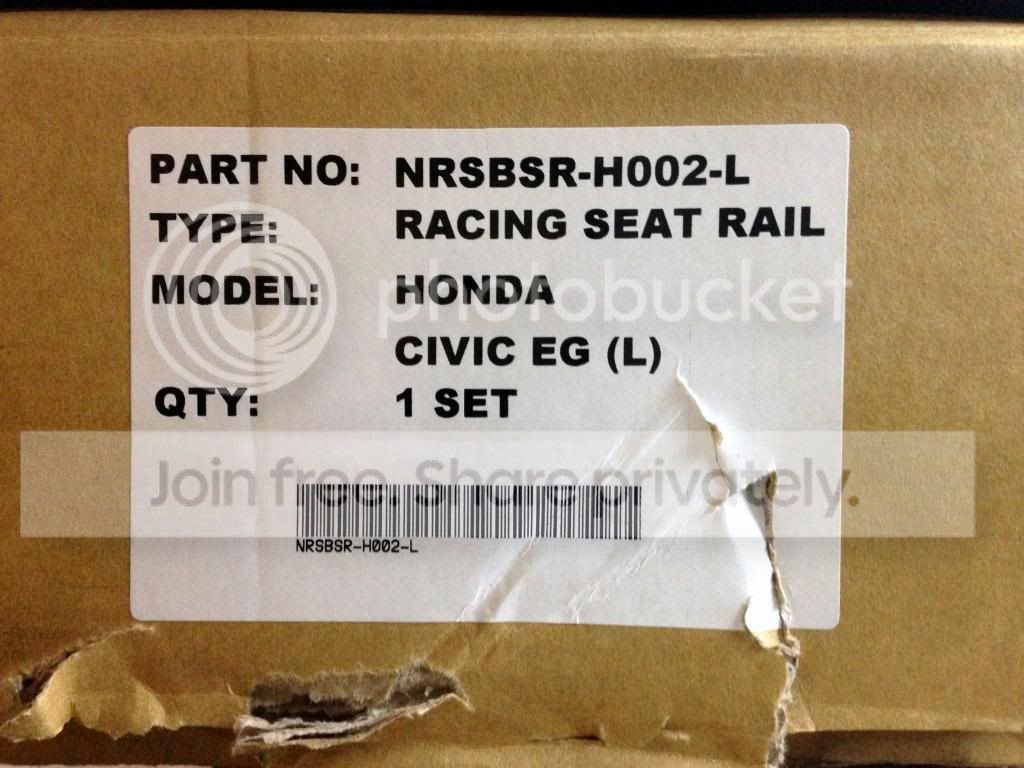 PART NO: NRSBSR-H002-L
TYPE: RACING SEAT RAIL
MODEL: HONDA
photobucket
CIVIC EG (L)
QTY: 1 SET
Join free. Share privately.
NRSBSR-H002-L